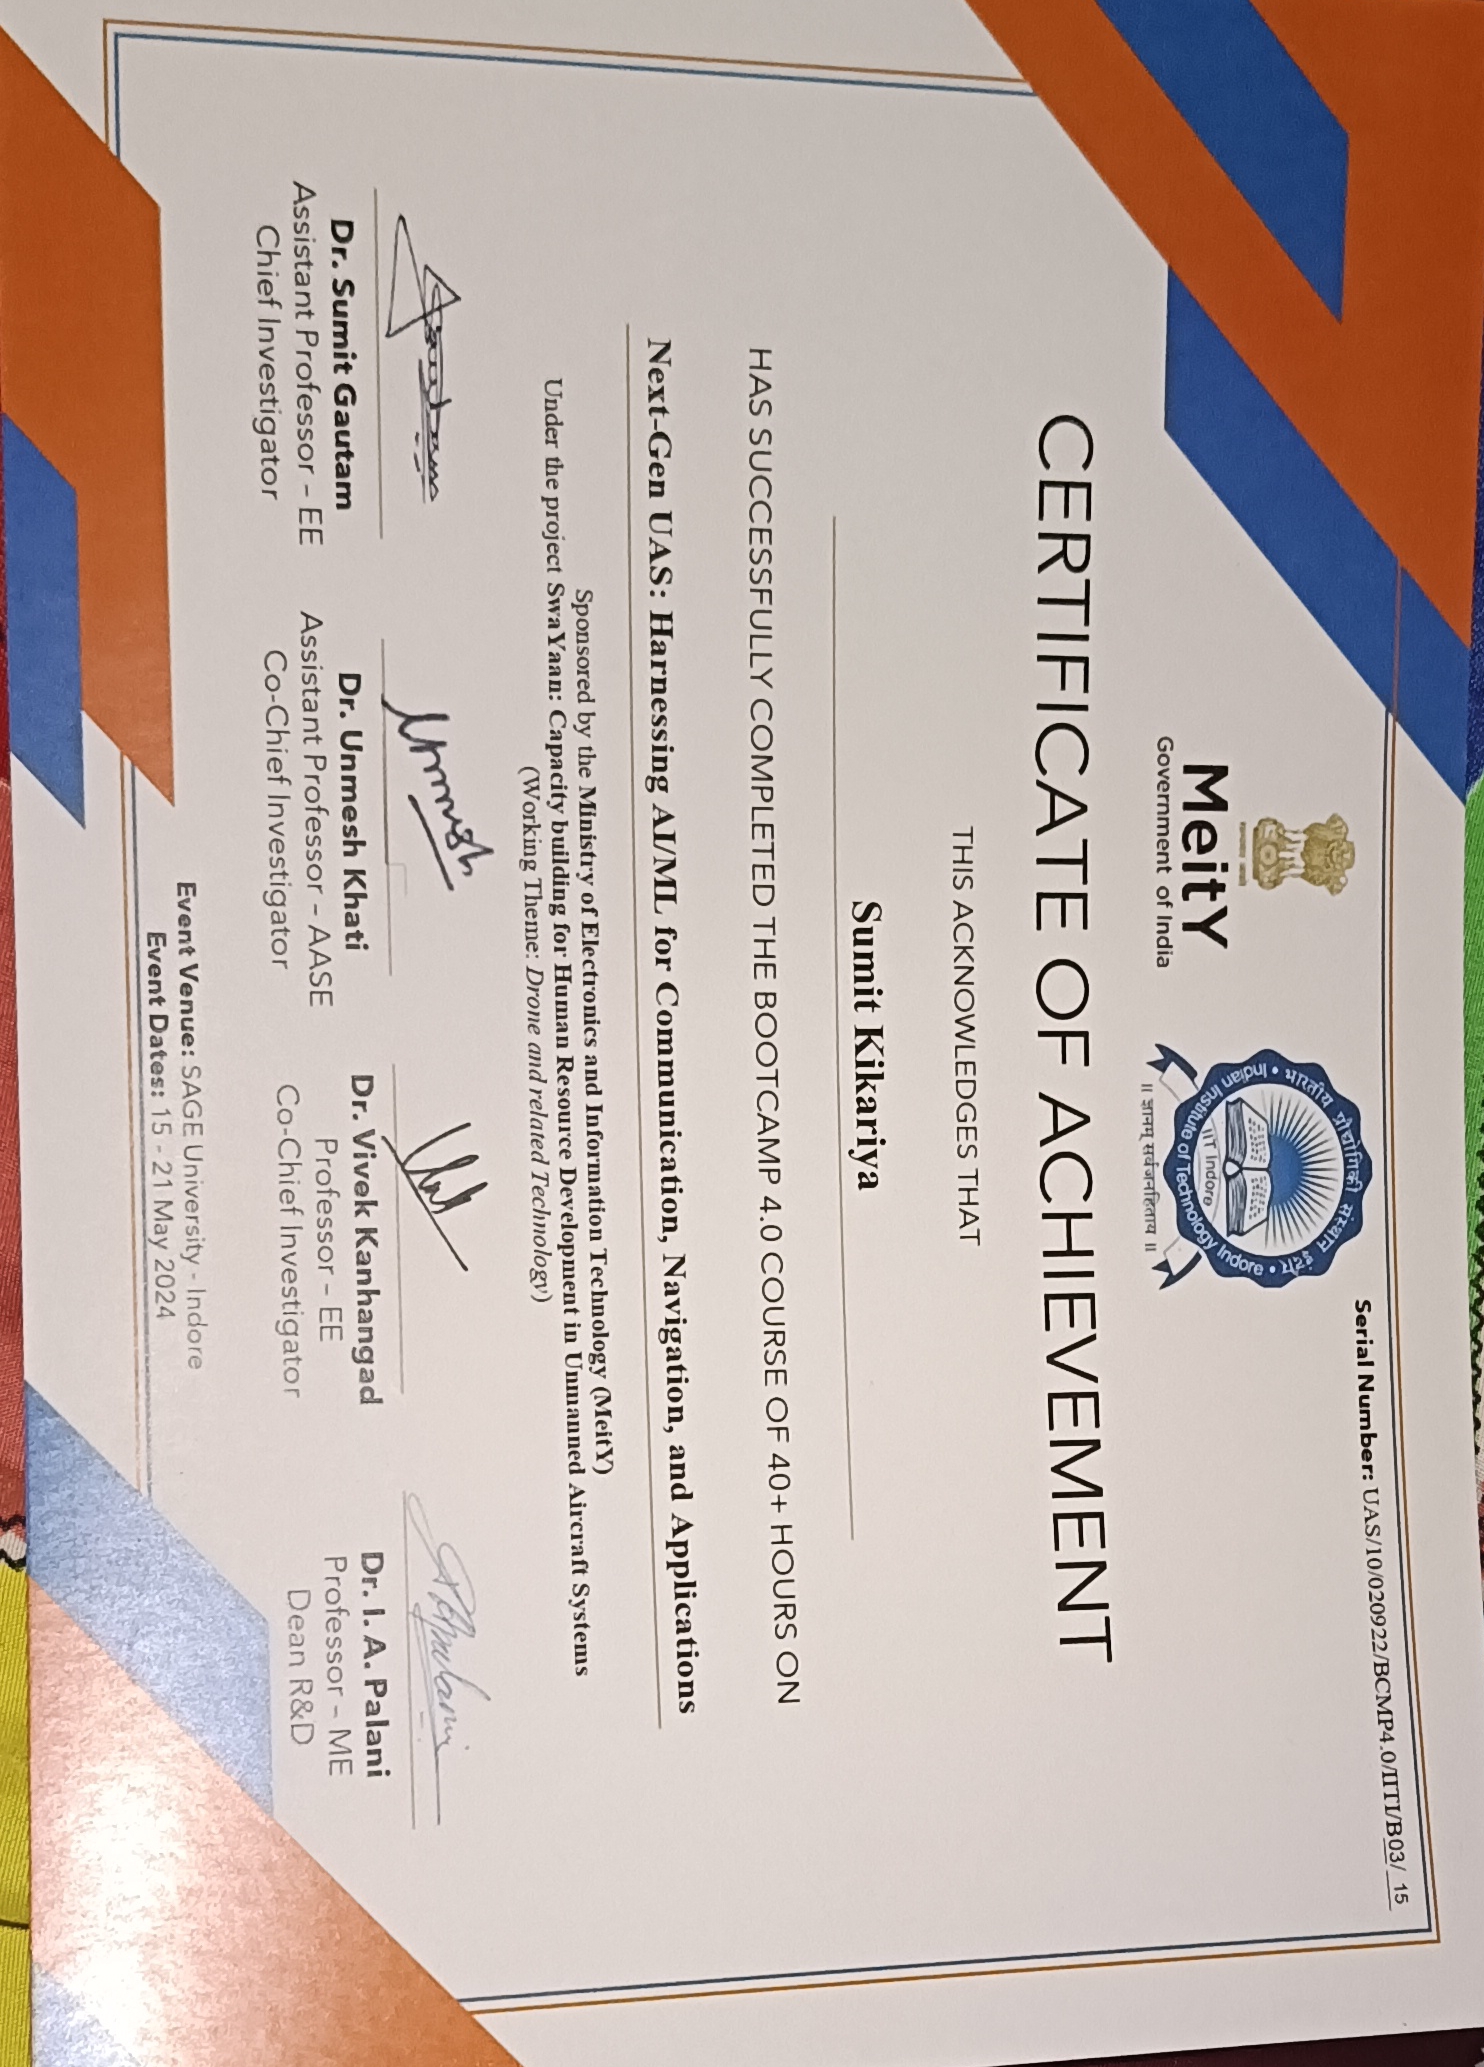 Serial Number: UAS/10/020922/BCMP4.0/IITI/B03/ 15
MeitY
Government of India
भारतीय प्रौद्योगिकी संस्थान इंदौर
Indian Institute of Technology Indore
IIT Indore
॥ ज्ञानम् सर्वजनहिताय ॥
CERTIFICATE OF ACHIEVEMENT
THIS ACKNOWLEDGES THAT
Sumit Kikariya
HAS SUCCESSFULLY COMPLETED THE BOOTCAMP 4.0 COURSE OF 40+ HOURS ON
Next-Gen UAS: Harnessing AI/ML for Communication, Navigation, and Applications
Sponsored by the Ministry of Electronics and Information Technology (MeitY)
Under the project SwaYaan: Capacity building for Human Resource Development in Unmanned Aircraft Systems
(Working Theme: Drone and related Technology)
Unmesh
Dr. Sumit Gautam
Assistant Professor - EE
Chief Investigator
Dr. Unmesh Khati
Assistant Professor - AASE
Co-Chief Investigator
Dr. Vivek Kanhangad
Professor - EE
Co-Chief Investigator
Dr. I. A. Palani
Professor - ME
Dean R&D
Event Venue: SAGE University - Indore
Event Dates: 15 - 21 May 2024